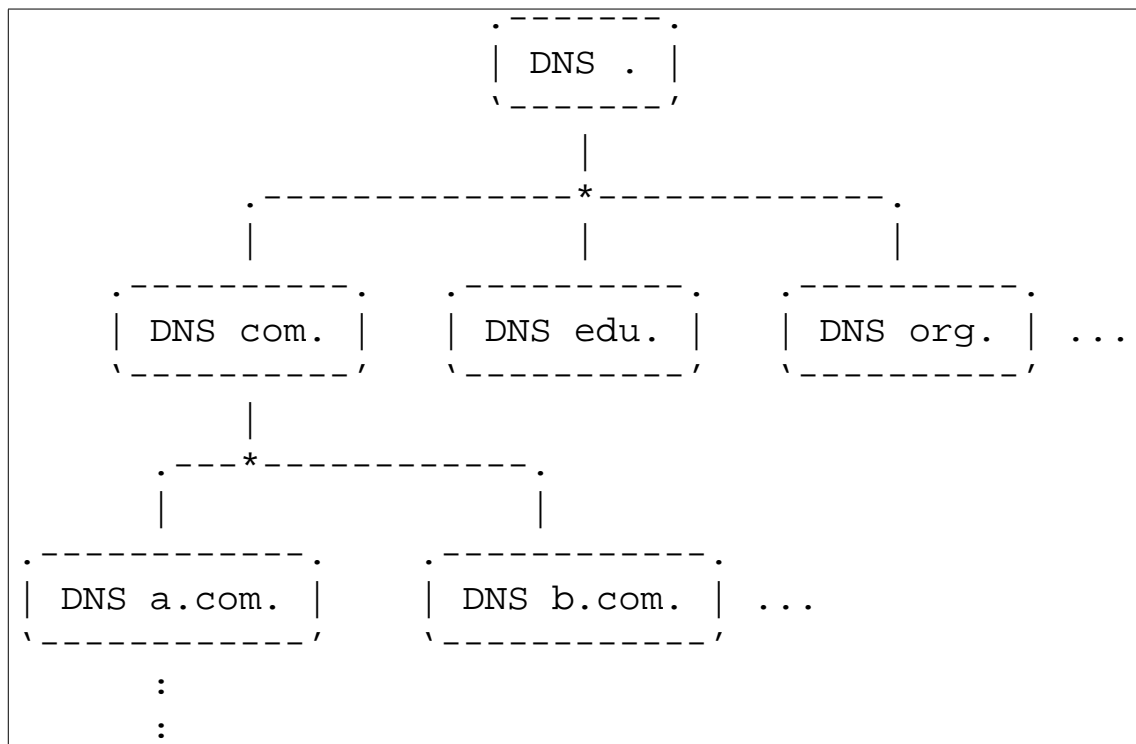 DNS .
DNS com. DNS edu. DNS org. ...
DNS a.com. DNS b.com. ...
:
: